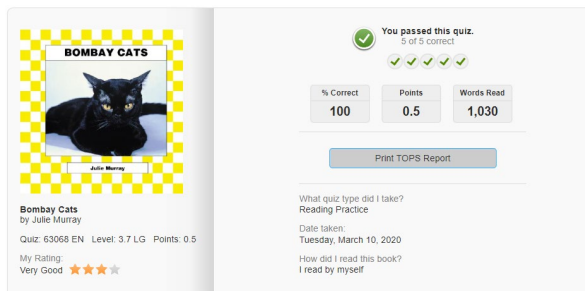 BOMBAY CATS
Julie Murray
Bombay Cats
by Julie Murray
Quiz: 63068 EN Level: 3.7 LG Points: 0.5
My Rating:
Very Good
You passed this quiz.
5 of 5 correct
% Correct Points Words Read
100 0.5 1,030
Print TOPS Report
What quiz type did I take?
Reading Practice
Date taken:
Tuesday, March 10, 2020
How did I read this book?
I read by myself